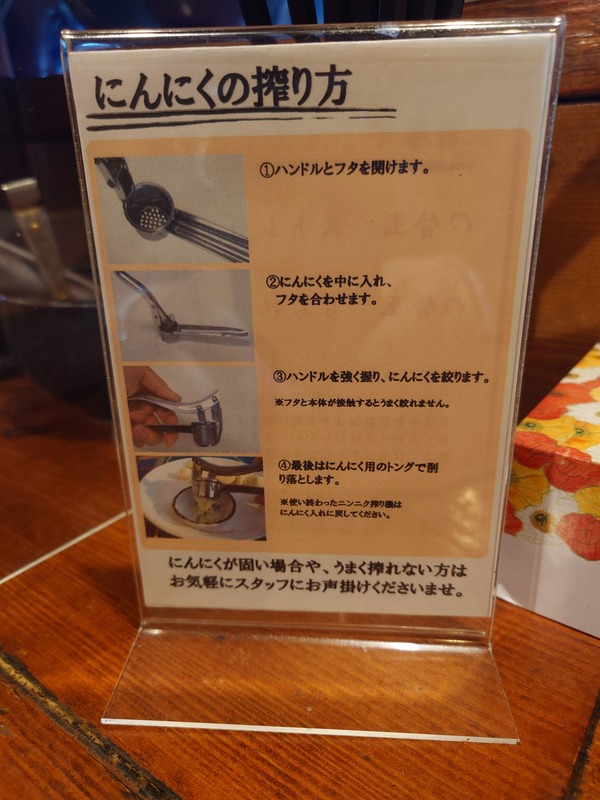 にんにくの搾り方
①ハンドルとフタを開けます。
②にんにくを中に入れ、
フタを合わせます。
③ハンドルを強く握り、にんにくを絞ります。
※フタと本体が接触するとうまく絞れません。
④最後はにんにく用のトングで削
り落とします。
※使い終わったニンニク搾り機は
にんにく入れに戻してください。
にんにくが固い場合や、うまく搾れない方は
お気軽にスタッフにお声掛けくださいませ。